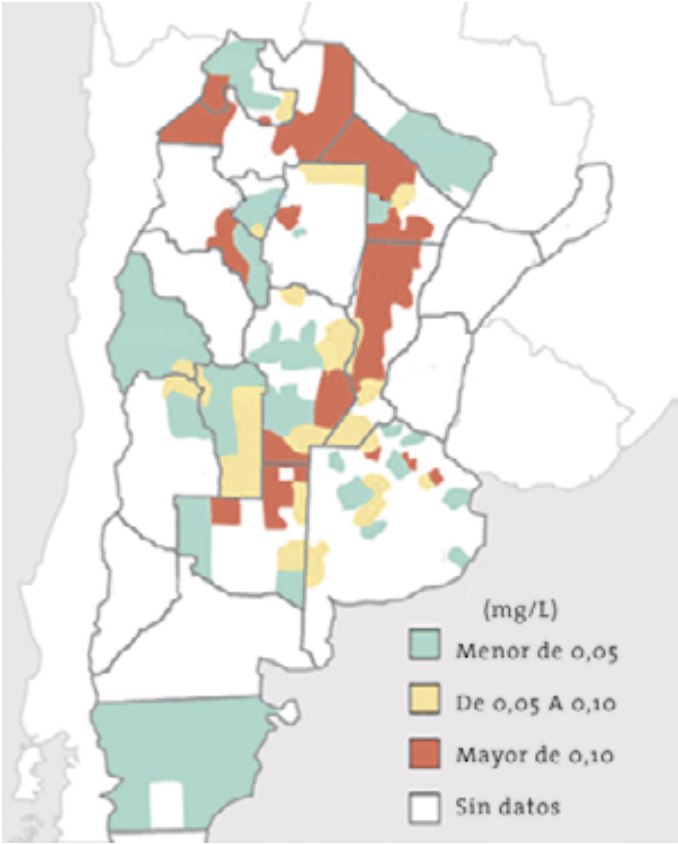 (mg/L)
Menor de 0,05
De 0,05 A 0,10
Mayor de 0,10
Sin datos